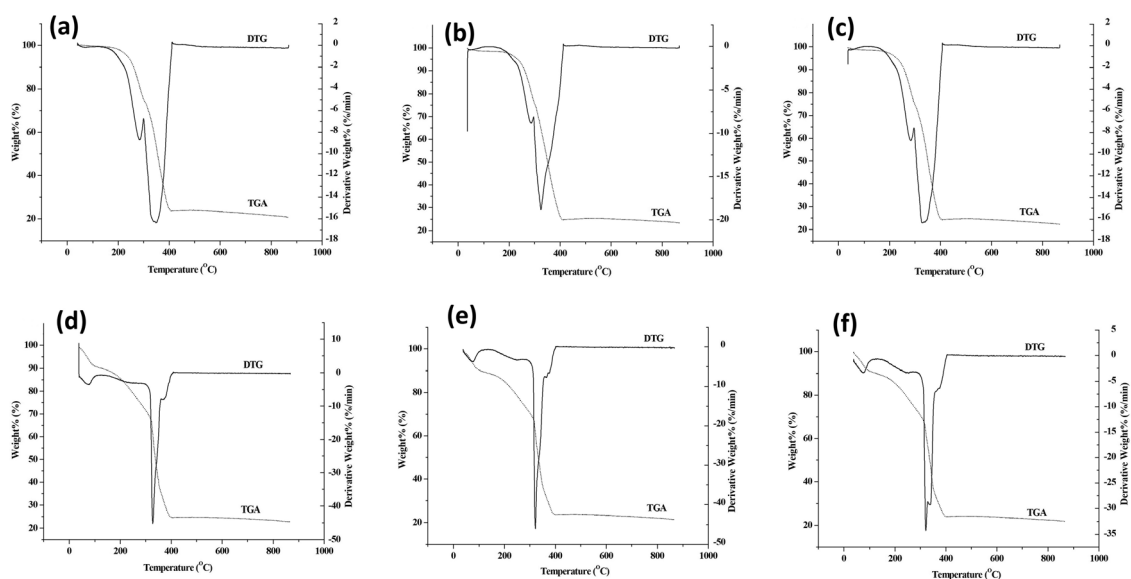 (a)
DTG
TGA
Weight% (%)
100
80
60
40
20
2
0
-2
-4
-6
-8
-10
-12
-14
-16
-18
Derivative Weight% (%/min)
0 200 400 600 800 1000
Temperature (°C)
(b)
DTG
TGA
Weight% (%)
100
90
80
70
60
50
40
30
20
0
-5
-10
-15
-20
Derivative Weight% (%/min)
0 200 400 600 800 1000
Temperature (°C)
(c)
DTG
TGA
Weight% (%)
100
90
80
70
60
50
40
30
20
2
0
-2
-4
-6
-8
-10
-12
-14
-16
-18
Derivative Weight% (%/min)
0 200 400 600 800 1000
Temperature (°C)
(d)
DTG
TGA
Weight% (%)
100
90
80
70
60
50
40
30
20
10
0
-10
-20
-30
-40
-50
Derivative Weight% (%/min)
0 200 400 600 800 1000
Temperature (°C)
(e)
DTG
TGA
Weight% (%)
100
80
60
40
20
0
-10
-20
-30
-40
-50
Derivative Weight% (%/min)
0 200 400 600 800 1000
Temperature (°C)
(f)
DTG
TGA
Weight% (%)
100
80
60
40
20
5
0
-5
-10
-15
-20
-25
-30
-35
Derivative Weight% (%/min)
0 200 400 600 800 1000
Temperature (°C)